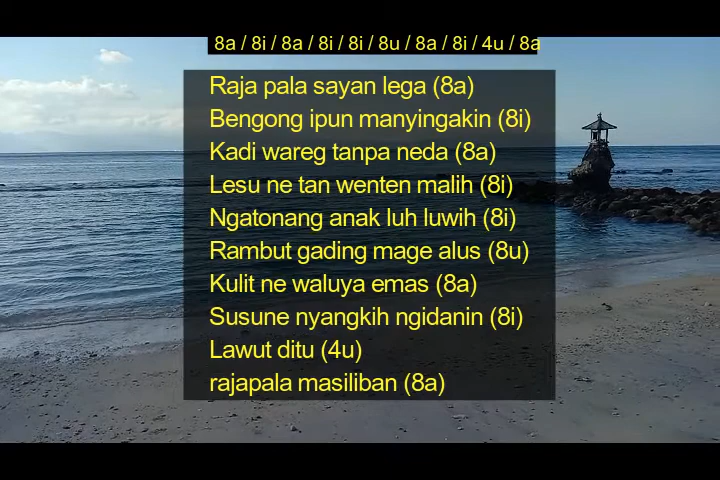 8a / 8i / 8a / 8i / 8i / 8u / 8a / 8i / 4u / 8a
Raja pala sayan lega (8a)
Bengong ipun manyingakin (8i)
Kadi wareg tanpa neda (8a)
Lesu ne tan wenten malih (8i)
Ngatonang anak luh luwih (8i)
Rambut gading mage alus (8u)
Kulit ne waluya emas (8a)
Susune nyangkih ngidanin (8i)
Lawut ditu (4u)
rajapala masiliban (8a)